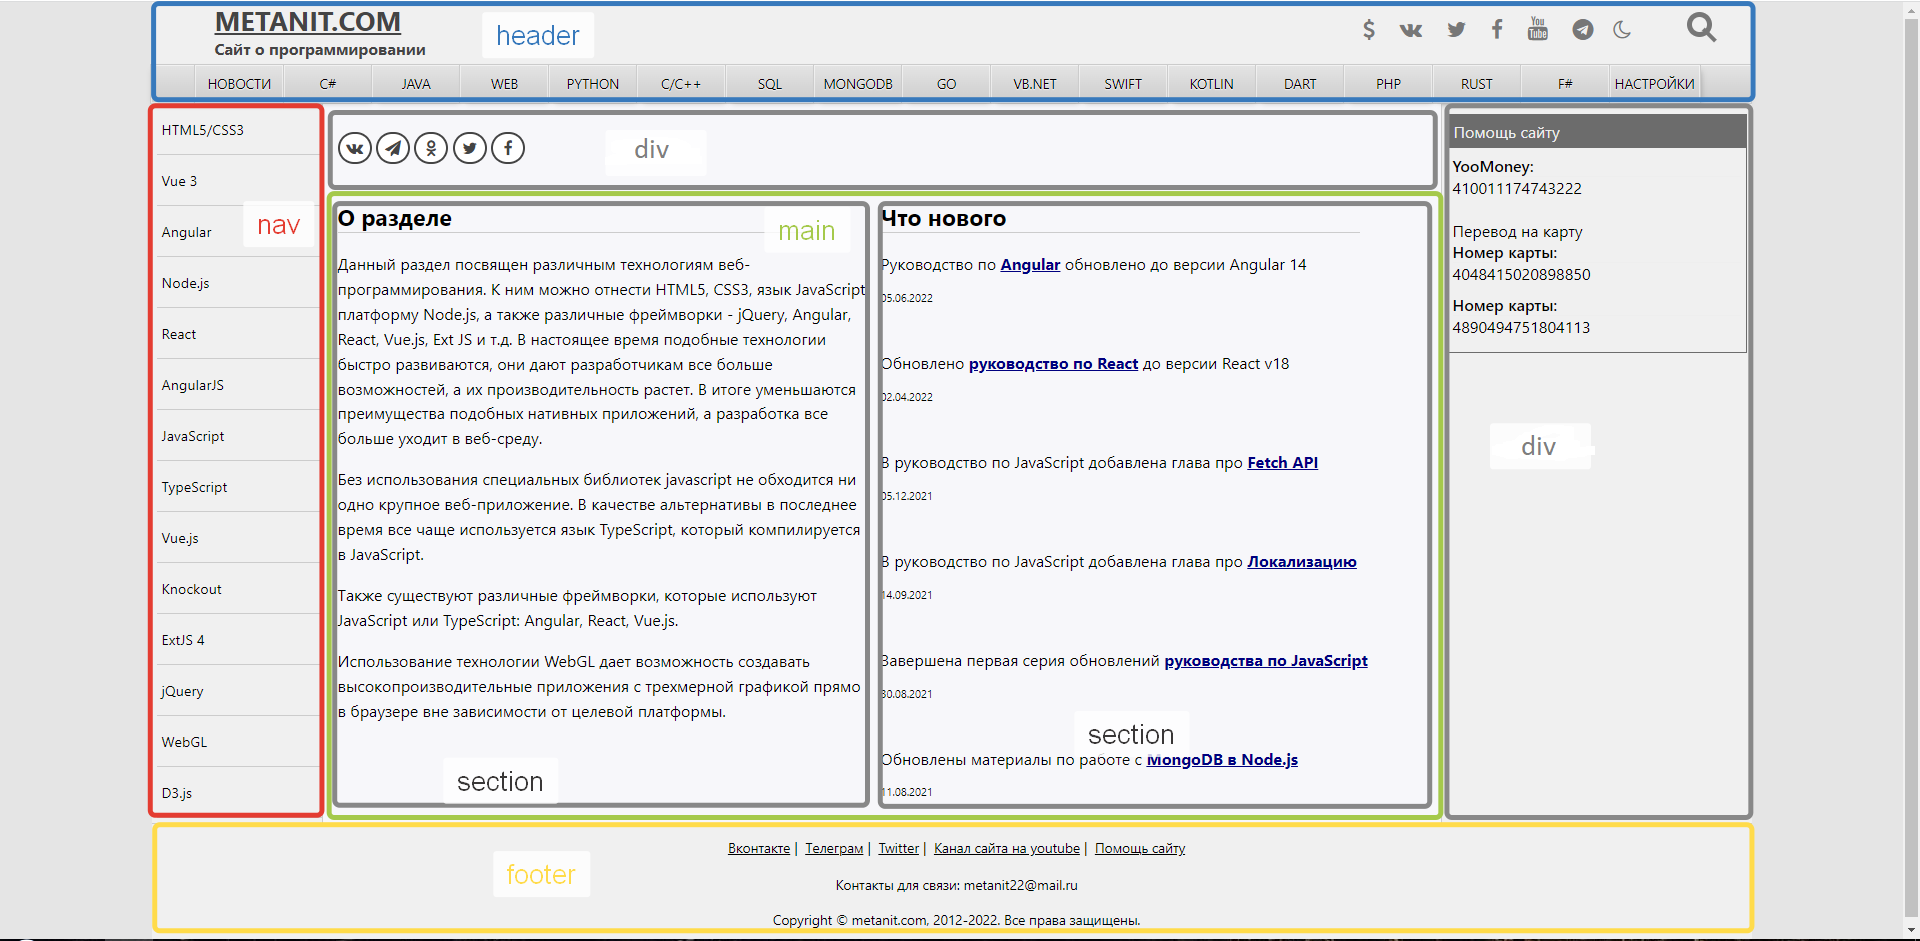 METANIT.COM
Сайт о программировании
header
You
Tube
НОВОСТИ C# JAVA WEB PYTHON C/C++ SQL MONGODB GO VB.NET SWIFT KOTLIN DART PHP RUST F# НАСТРОЙКИ
HTML5/CSS3
Vue 3
Angular
Node.js
React
AngularJS
JavaScript
TypeScript
Vue.js
Knockout
ExtJS 4
jQuery
WebGL
D3.js
nav
div
main
О разделе
Данный раздел посвящен различным технологиям веб-
программирования. К ним можно отнести HTML5, CSS3, язык JavaScript
платформу Node.js, а также различные фреймворки - jQuery, Angular,
React, Vue.js, Ext JS и т.д. В настоящее время подобные технологии
быстро развиваются, они дают разработчикам все больше
возможностей, а их производительность растет. В итоге уменьшаются
преимущества подобных нативных приложений, а разработка все
больше уходит в веб-среду.
Без использования специальных библиотек javascript не обходится ни
одно крупное веб-приложение. В качестве альтернативы в последнее
время все чаще используется язык TypeScript, который компилируется
в JavaScript.
Также существуют различные фреймворки, которые используют
JavaScript или TypeScript: Angular, React, Vue.js.
Использование технологии WebGL дает возможность создавать
высокопроизводительные приложения с трехмерной графикой прямо
в браузере вне зависимости от целевой платформы.
section
Что нового
Руководство по Angular обновлено до версии Angular 14
05.06.2022
Обновлено руководство по React до версии React v18
02.04.2022
В руководство по JavaScript добавлена глава про Fetch API
05.12.2021
В руководство по JavaScript добавлена глава про Локализацию
14.09.2021
Завершена первая серия обновлений руководства по JavaScript
30.08.2021
section
Обновлены материалы по работе с MongoDB в Node.js
11.08.2021
Помощь сайту
YooMoney:
410011174743222
Перевод на карту
Номер карты:
4048415020898850
Номер карты:
4890494751804113
div
Вконтакте | Телеграм | Twitter | Канал сайта на youtube | Помощь сайту
footer
Контакты для связи: metanit22@mail.ru
Copyright © metanit.com, 2012-2022. Все права защищены.